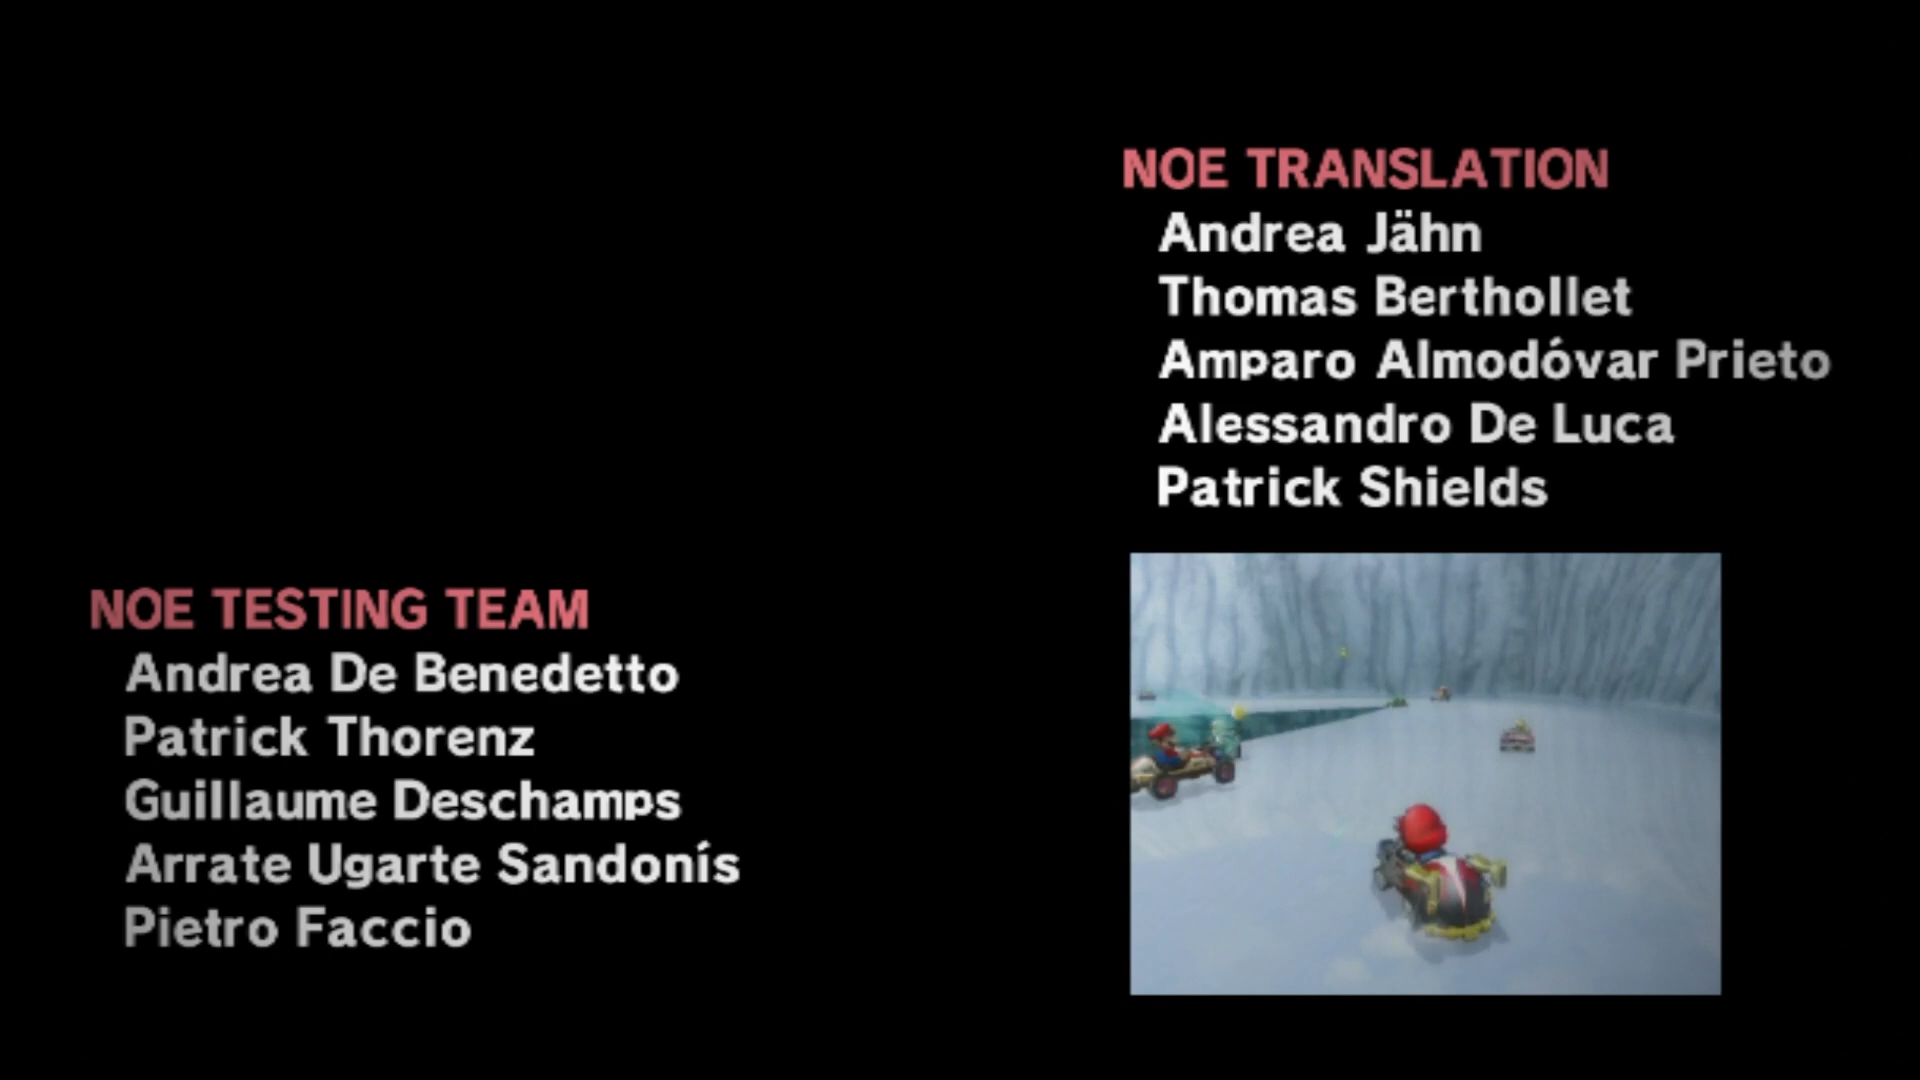 NOE TRANSLATION
Andrea Jähn
Thomas Berthollet
Amparo Almodóvar Prieto
Alessandro De Luca
Patrick Shields
NOE TESTING TEAM
Andrea De Benedetto
Patrick Thorenz
Guillaume Deschamps
Arrate Ugarte Sandonís
Pietro Faccio